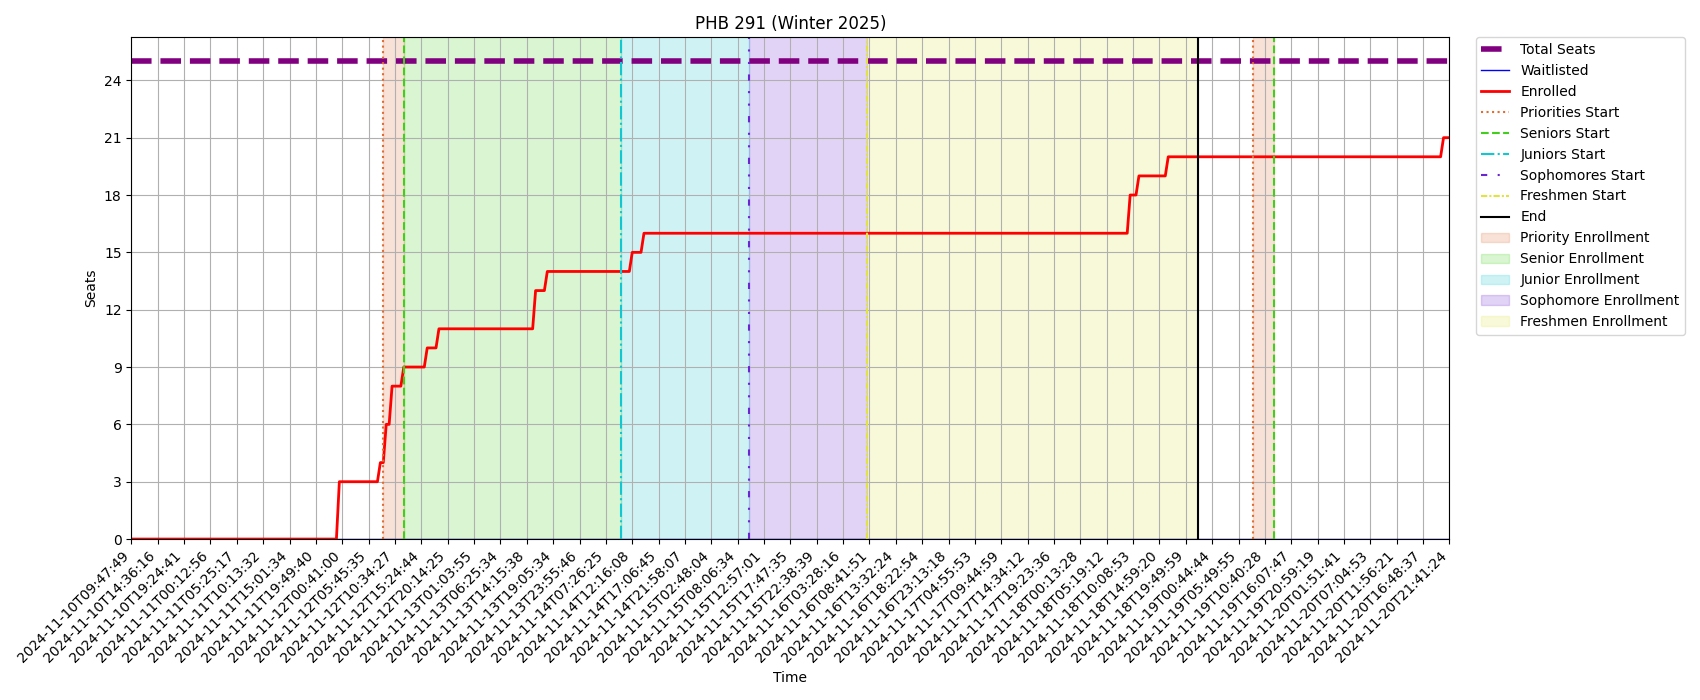 PHB 291 (Winter 2025)
Seats
24
21
18
15
12
9
6
3
0
2024-11-10T09:47:49
2024-11-10T14:36:16
2024-11-10T19:24:41
2024-11-11T00:12:56
2024-11-11T05:25:17
2024-11-11T10:13:32
2024-11-11T15:01:34
2024-11-11T19:49:40
2024-11-12T00:41:00
2024-11-12T05:45:35
2024-11-12T10:34:27
2024-11-12T15:24:44
2024-11-12T20:14:25
2024-11-13T01:03:55
2024-11-13T06:25:34
2024-11-13T14:15:38
2024-11-13T19:05:34
2024-11-13T23:55:46
2024-11-14T07:26:25
2024-11-14T12:16:08
2024-11-14T17:06:45
2024-11-14T21:58:07
2024-11-15T02:48:04
2024-11-15T08:06:34
2024-11-15T12:57:01
2024-11-15T17:47:35
2024-11-15T22:38:39
2024-11-16T03:28:16
2024-11-16T08:41:51
2024-11-16T13:32:24
2024-11-16T18:22:54
2024-11-16T23:13:18
2024-11-17T04:55:53
2024-11-17T09:44:59
2024-11-17T14:34:12
2024-11-17T19:23:36
2024-11-18T00:13:28
2024-11-18T05:19:12
2024-11-18T10:08:53
2024-11-18T14:59:20
2024-11-18T19:49:59
2024-11-19T00:44:44
2024-11-19T05:49:55
2024-11-19T10:40:28
2024-11-19T16:07:47
2024-11-19T20:59:19
2024-11-20T01:51:41
2024-11-20T07:04:53
2024-11-20T11:56:21
2024-11-20T16:48:37
2024-11-20T21:41:24
Time
Total Seats
Waitlisted
Enrolled
Priorities Start
Seniors Start
Juniors Start
Sophomores Start
Freshmen Start
End
Priority Enrollment
Senior Enrollment
Junior Enrollment
Sophomore Enrollment
Freshmen Enrollment